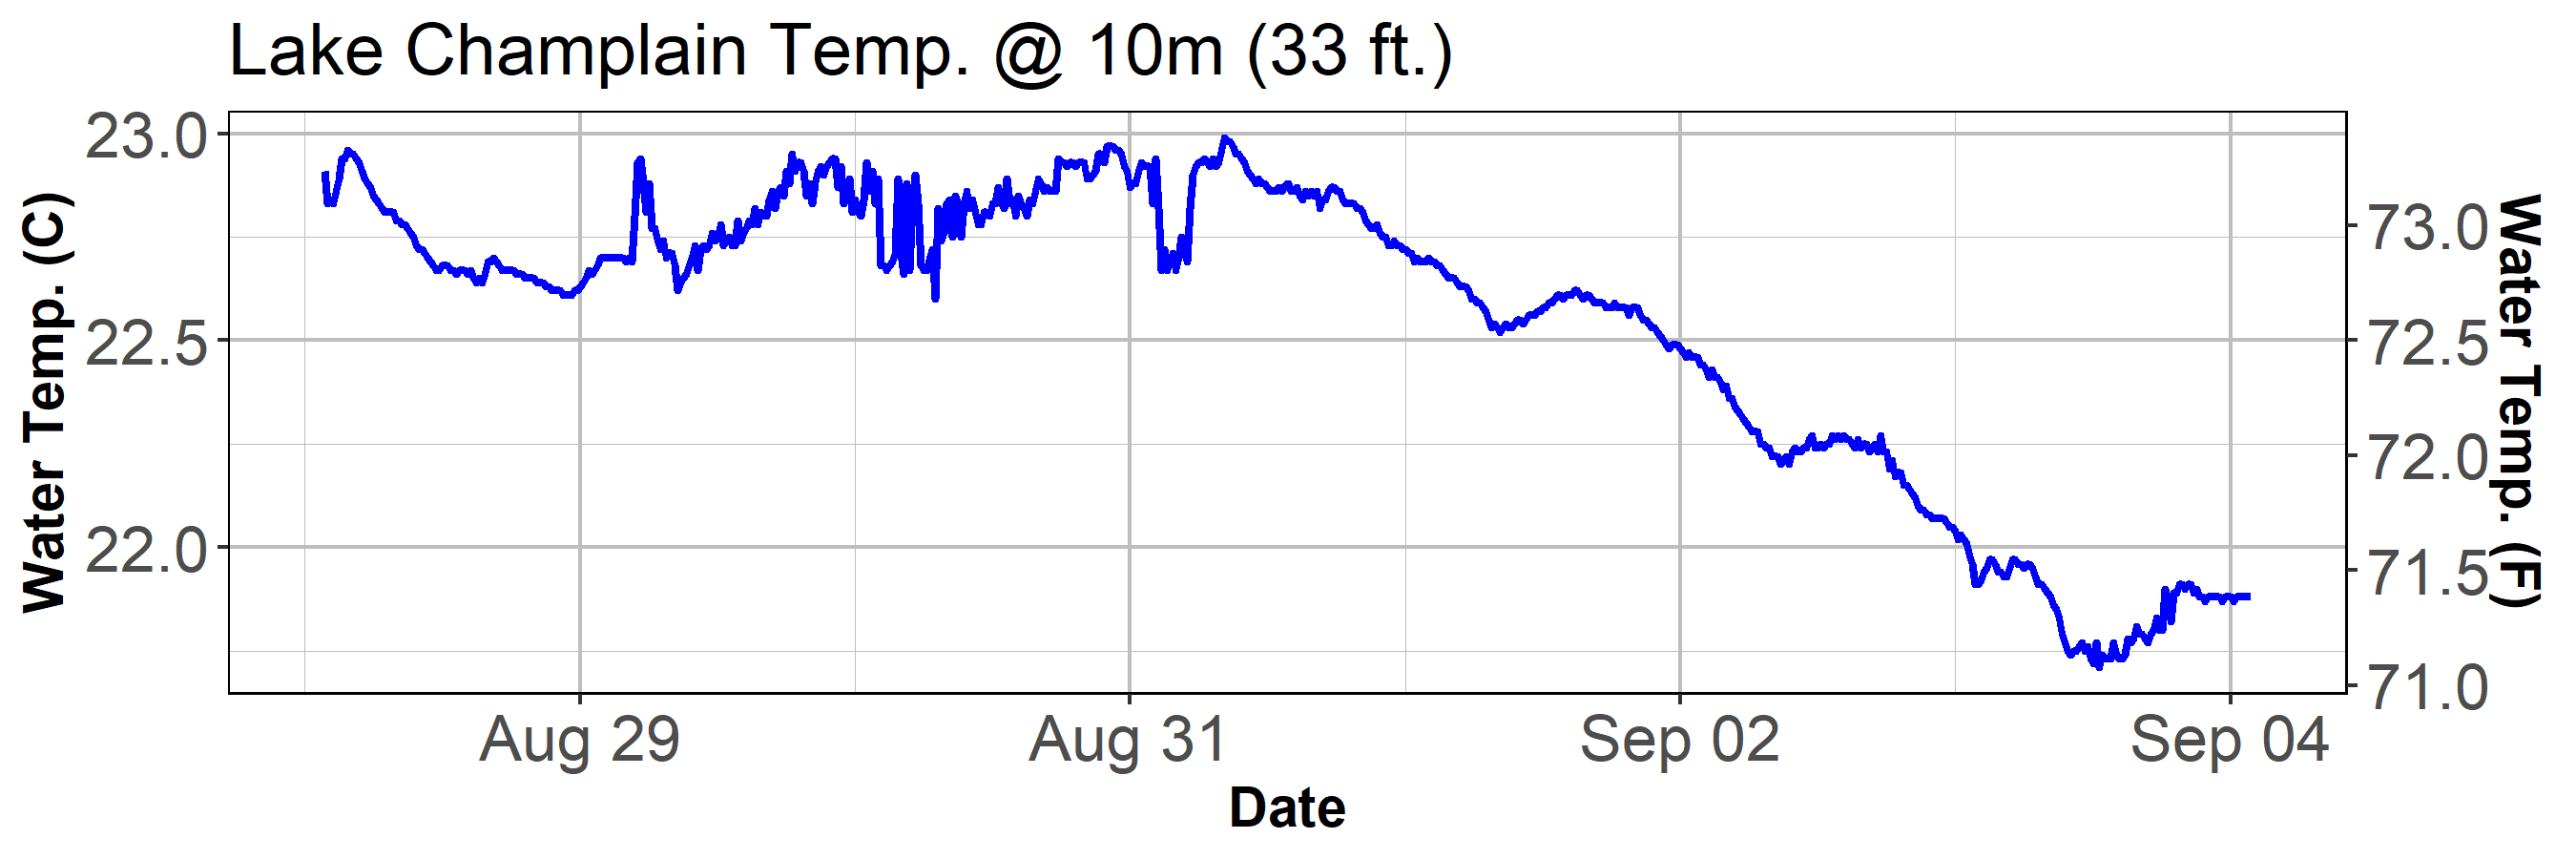 Lake Champlain Temp. @ 10m (33 ft.)
Water Temp. (C)
23.0
22.5
22.0
73.0
72.5
72.0
71.5
71.0
Water Temp. (F)
Aug 29
Aug 31
Sep 02
Sep 04
Date